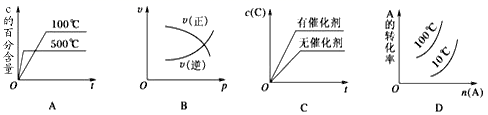 c的百分含量
100℃
500℃
O
t
A
v
v(正)
v(逆)
O
p
B
c(C)
有催化剂
无催化剂
O
t
C
A的转化率
100℃
10℃
O
n(A)
D